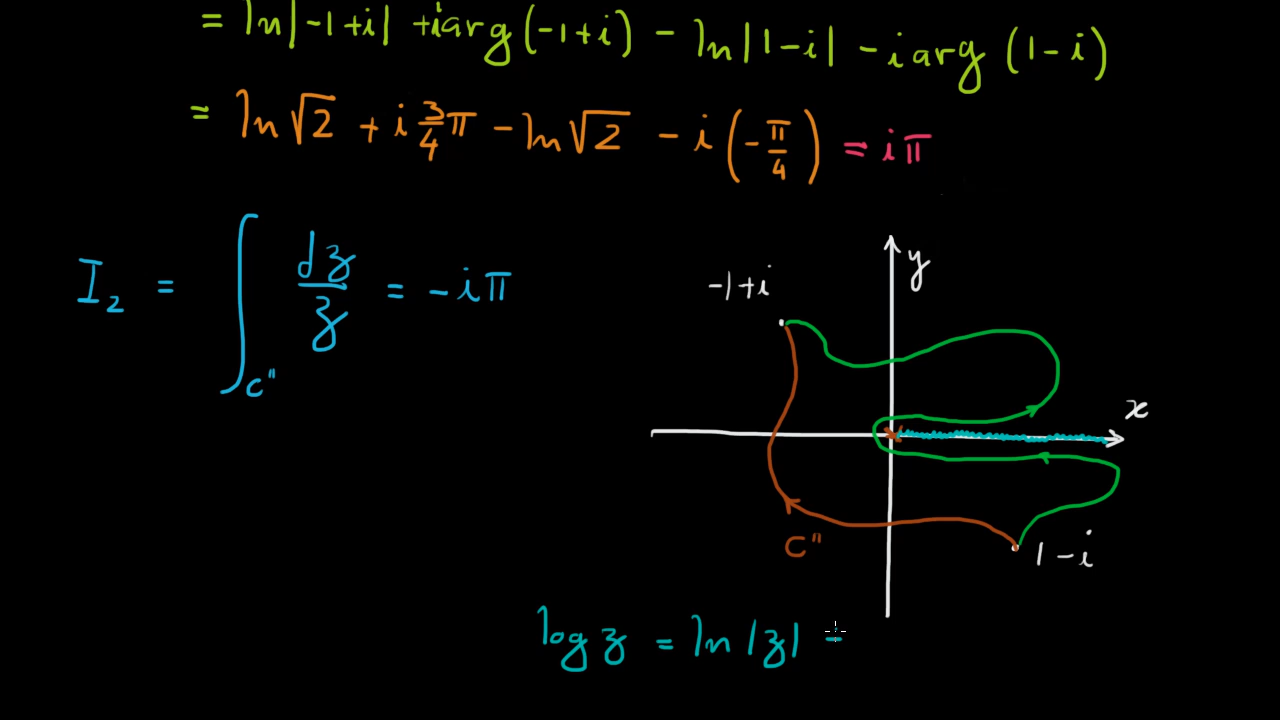 = ln|-1+i| +i arg (-1+i) - ln|1-i| - i arg (1-i)
= ln √2 + i 3/4 π - ln √2 - i (-π/4) = iπ
I₂ = ∫_C" dz/z = -iπ
y
-1+i
x
C"
1-i
log z = ln |z| =